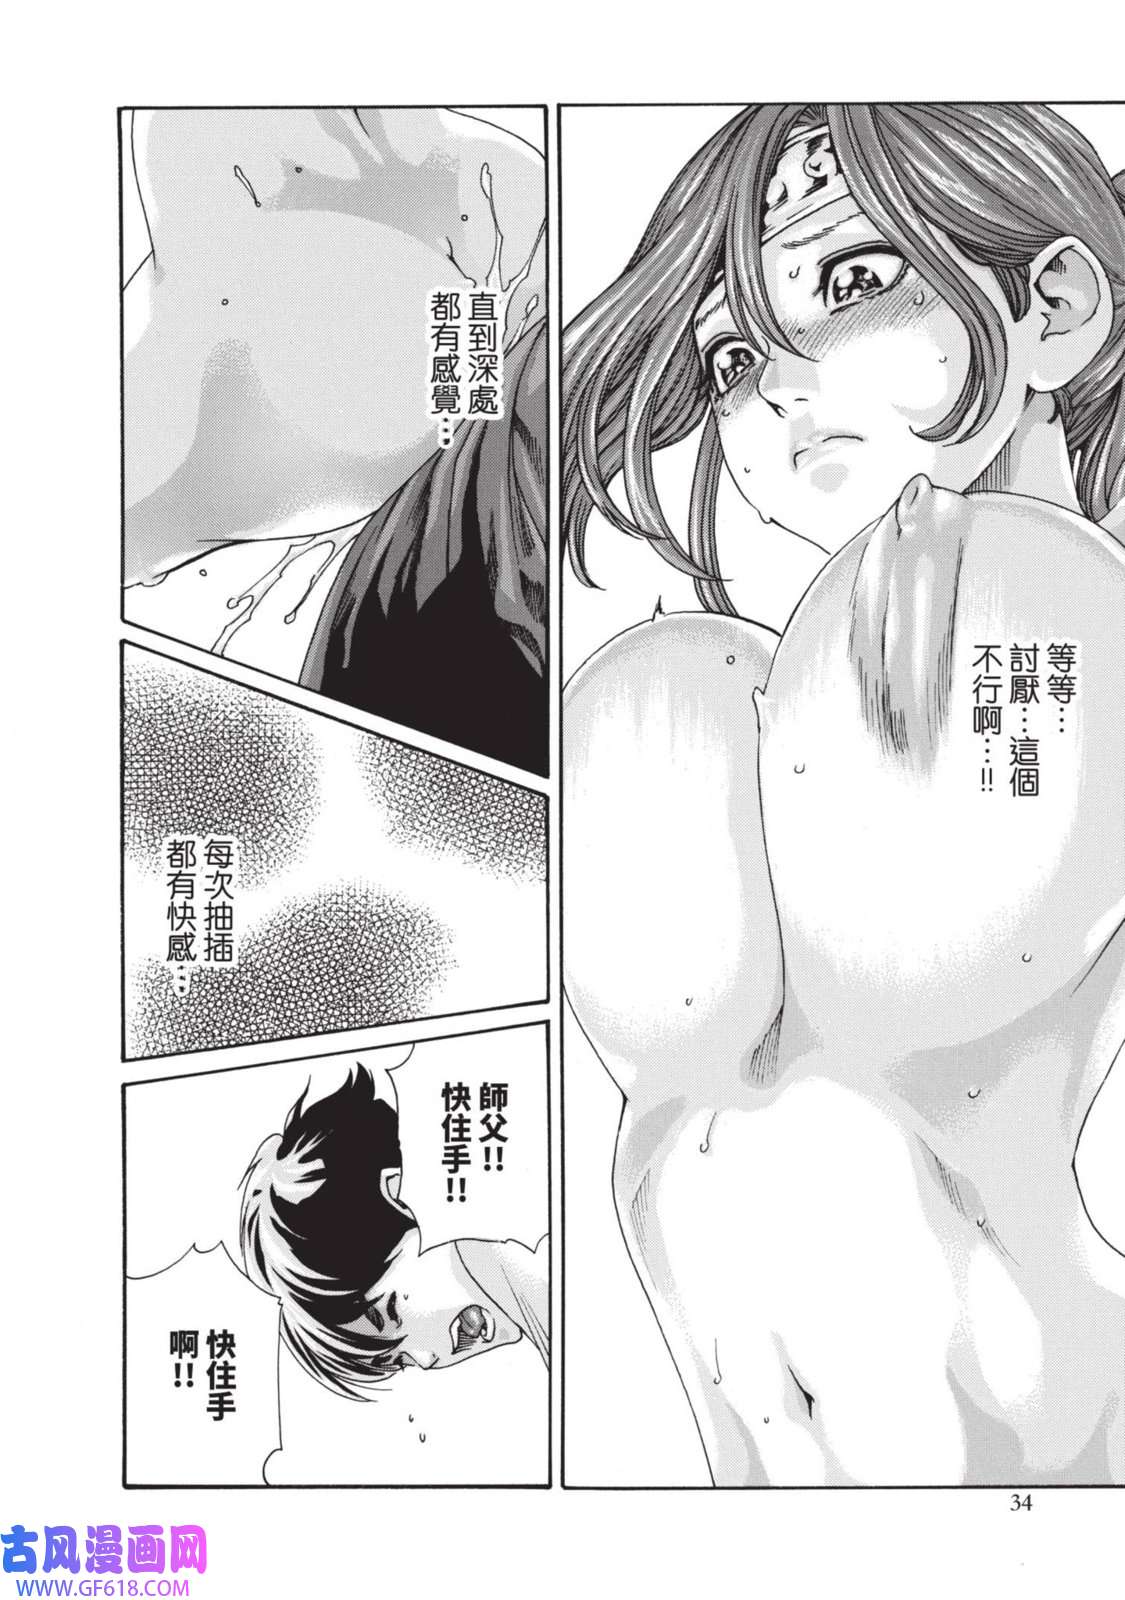 等等…
討厭…這個
不行啊…!!
直到深處
都有感覺…
每次抽插
都有快感…
師父!!
快住手!!
快住手
啊!!
34
古风漫画网
WWW.GF618.COM